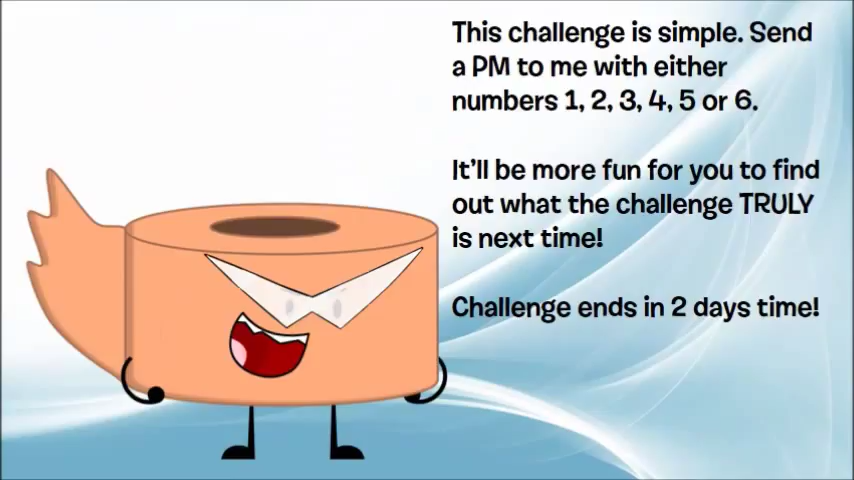 This challenge is simple. Send
a PM to me with either
numbers 1, 2, 3, 4, 5 or 6.
It'll be more fun for you to find
out what the challenge TRULY
is next time!
Challenge ends in 2 days time!